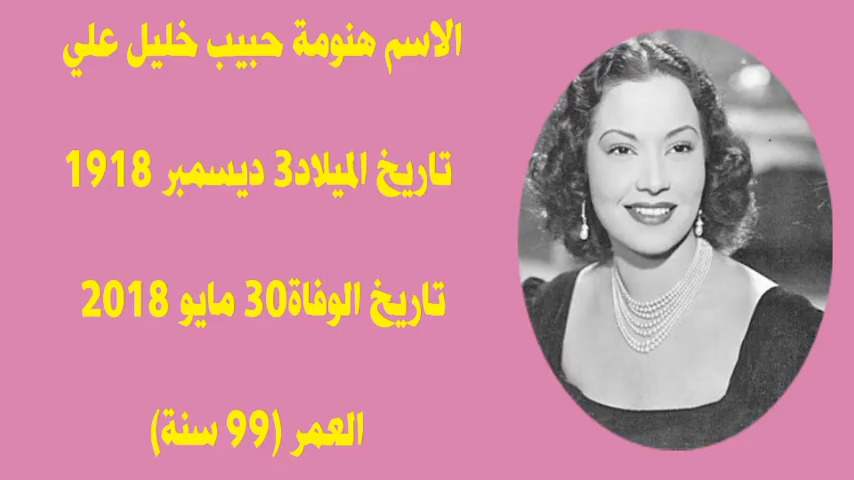 الاسم هنومة حبيب خليل علي
تاريخ الميلاد3 ديسمبر 1918
تاريخ الوفاة30 مايو 2018
العمر (99 سنة)